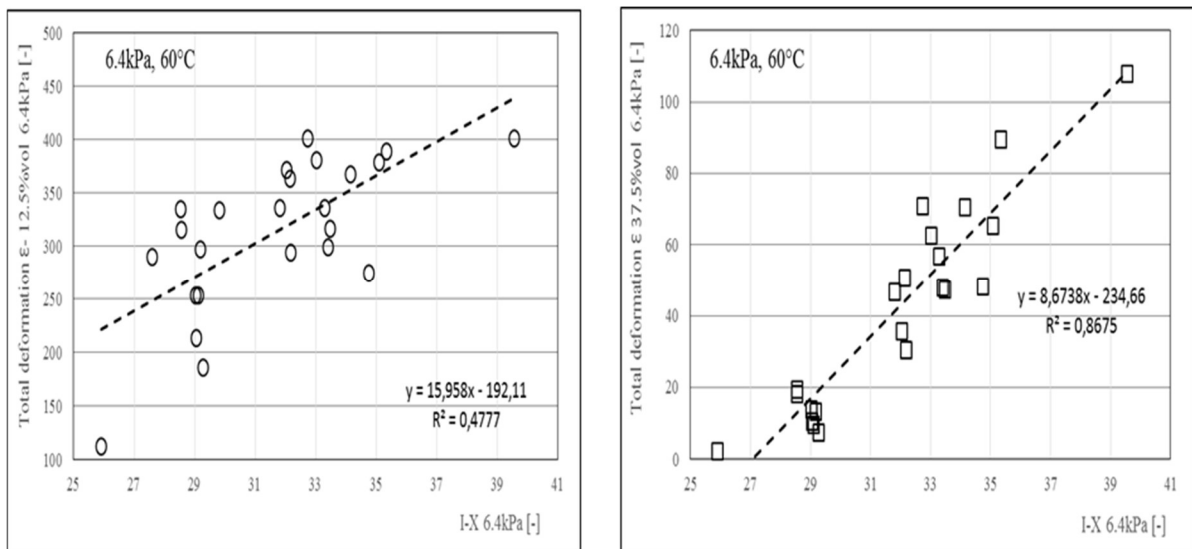 Total deformation ε- 12.5%vol 6.4kPa [-]
500
450
400
350
300
250
200
150
100
6.4kPa, 60°C
y = 15,958x - 192,11
R² = 0,4777
25 27 29 31 33 35 37 39 41
I-X 6.4kPa [-]
Total deformation ε 37.5%vol 6.4kPa [-]
120
100
80
60
40
20
0
6.4kPa, 60°C
y = 8,6738x - 234,66
R² = 0,8675
25 27 29 31 33 35 37 39 41
I-X 6.4kPa [-]